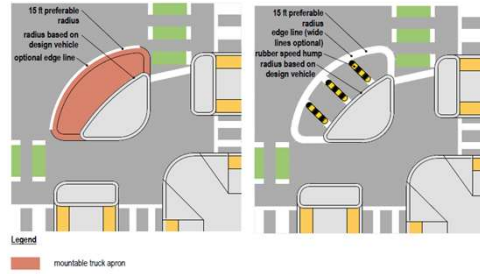 15 ft preferable
radius
radius based on
design vehicle
optional edge line
15 ft preferable
radius
edge line (wide
lines optional)
rubber speed hump
radius based on
design vehicle
Legend
mountable truck apron